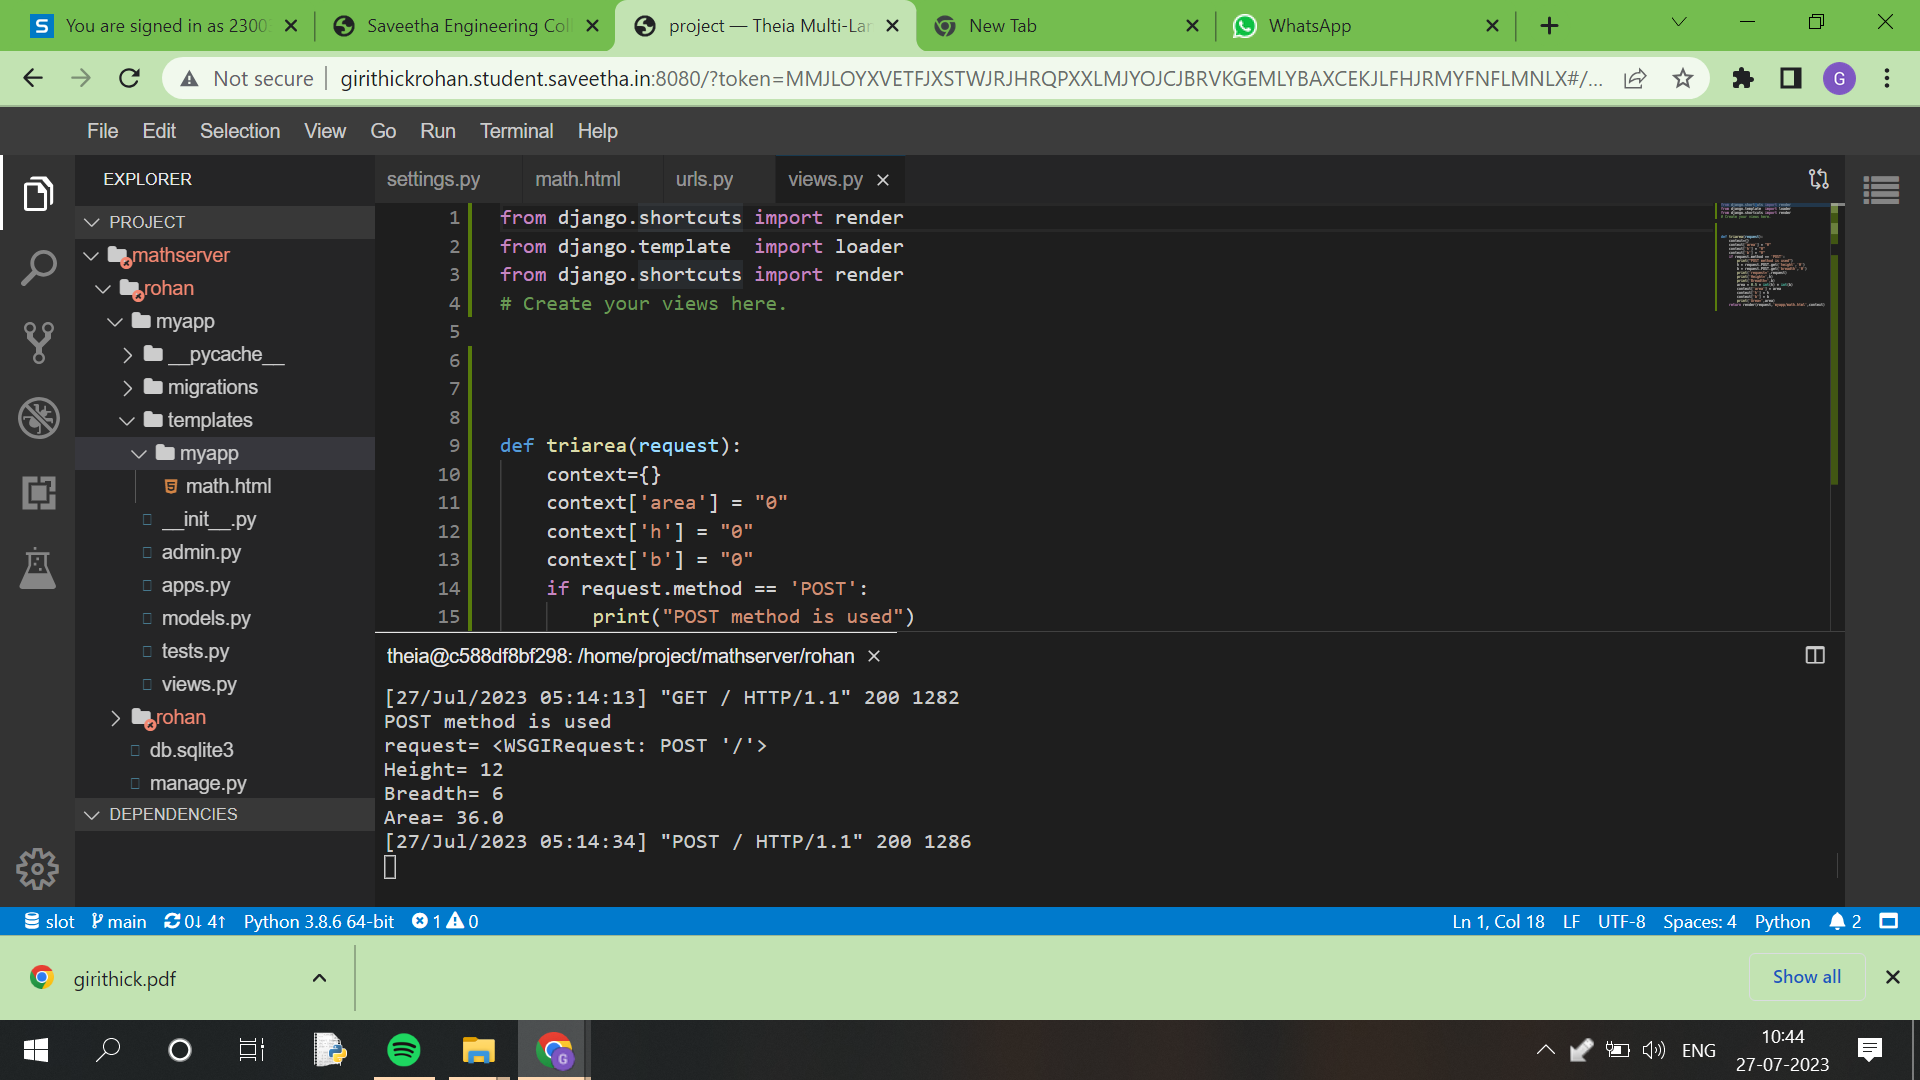 You are signed in as 2300
Saveetha Engineering Coll
project — Theia Multi-Lar
New Tab
WhatsApp
Not secure
girithickrohan.student.saveetha.in:8080/?token=MMJLOYXVETFJXSTWJRJHRQPXXLMJYOJCJBRVKGEMLYBAXCEKJLFHJRMYFNFLMNLX#/...
G
File Edit Selection View Go Run Terminal Help
EXPLORER
PROJECT
mathserver
rohan
myapp
__pycache__
migrations
templates
myapp
math.html
__init__.py
admin.py
apps.py
models.py
tests.py
views.py
rohan
db.sqlite3
manage.py
DEPENDENCIES
settings.py math.html urls.py views.py
1 from django.shortcuts import render
2 from django.template  import loader
3 from django.shortcuts import render
4 # Create your views here.
5
6
7
8
9 def triarea(request):
10     context={}
11     context['area'] = "0"
12     context['h'] = "0"
13     context['b'] = "0"
14     if request.method == 'POST':
15         print("POST method is used")
theia@c588df8bf298: /home/project/mathserver/rohan
[27/Jul/2023 05:14:13] "GET / HTTP/1.1" 200 1282
POST method is used
request= <WSGIRequest: POST '/'>
Height= 12
Breadth= 6
Area= 36.0
[27/Jul/2023 05:14:34] "POST / HTTP/1.1" 200 1286
slot main 0↓ 4↑ Python 3.8.6 64-bit 1 0
Ln 1, Col 18 LF UTF-8 Spaces: 4 Python 2
girithick.pdf
Show all
ENG
10:44
27-07-2023